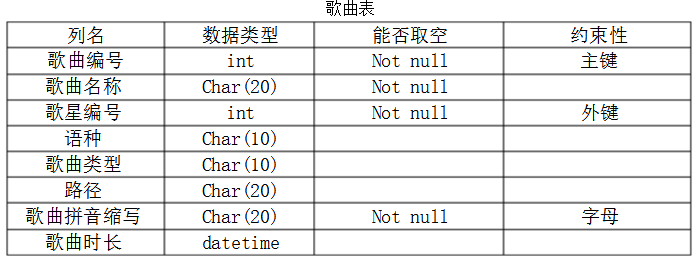 歌曲表
列名 数据类型 能否取空 约束性
歌曲编号 int Not null 主键
歌曲名称 Char(20) Not null
歌星编号 int Not null 外键
语种 Char(10)
歌曲类型 Char(10)
路径 Char(20)
歌曲拼音缩写 Char(20) Not null 字母
歌曲时长 datetime